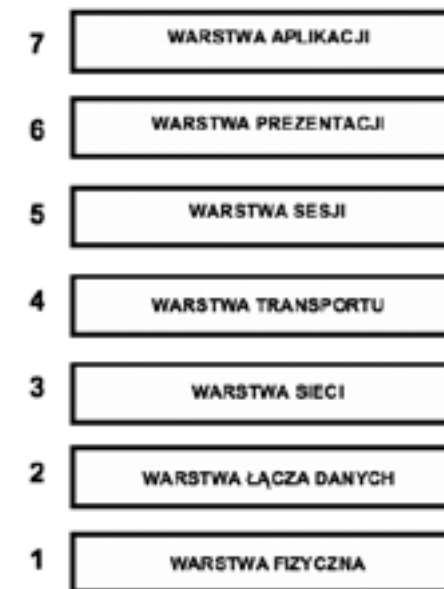 7 WARSTWA APLIKACJI
6 WARSTWA PREZENTACJI
5 WARSTWA SESJI
4 WARSTWA TRANSPORTU
3 WARSTWA SIECI
2 WARSTWA ŁĄCZA DANYCH
1 WARSTWA FIZYCZNA